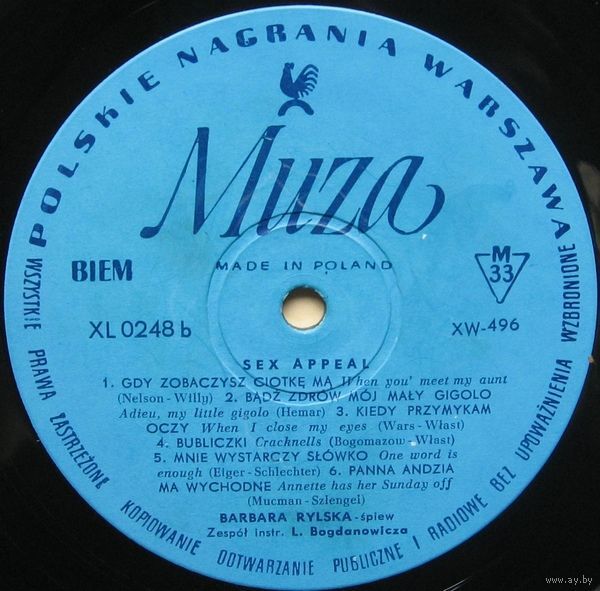 POLSKIE NAGRANIA WARSZAWA
Muza
BIEM
MADE IN POLAND
M
33
XL 0248 b
XW-496
SEX APPEAL
1. GDY ZOBACZYSZ CIOTKĘ MĄ When you' meet my aunt
(Nelson - Willy) 2. BĄDŹ ZDRÓW MÓJ MAŁY GIGOLO
Adieu, my little gigolo (Hemar) 3. KIEDY PRZYMYKAM
OCZY When I close my eyes (Wars - Włast)
4. BUBLICZKI Cracknells (Bogomazow - Włast)
5. MNIE WYSTARCZY SŁÓWKO One word is
enough (Eiger - Schlechter) 6. PANNA ANDZIA
MA WYCHODNE Annette has her Sunday off
(Mucman - Szlengel)
BARBARA RYLSKA - śpiew
Zespół instr. L. Bogdanowicza
WSZYSTKIE PRAWA ZASTRZEŻONE KOPIOWANIE ODTWARZANIE PUBLICZNE I RADIOWE BEZ UPOWAŻNIENIA WZBRONIONE
www.ay.by